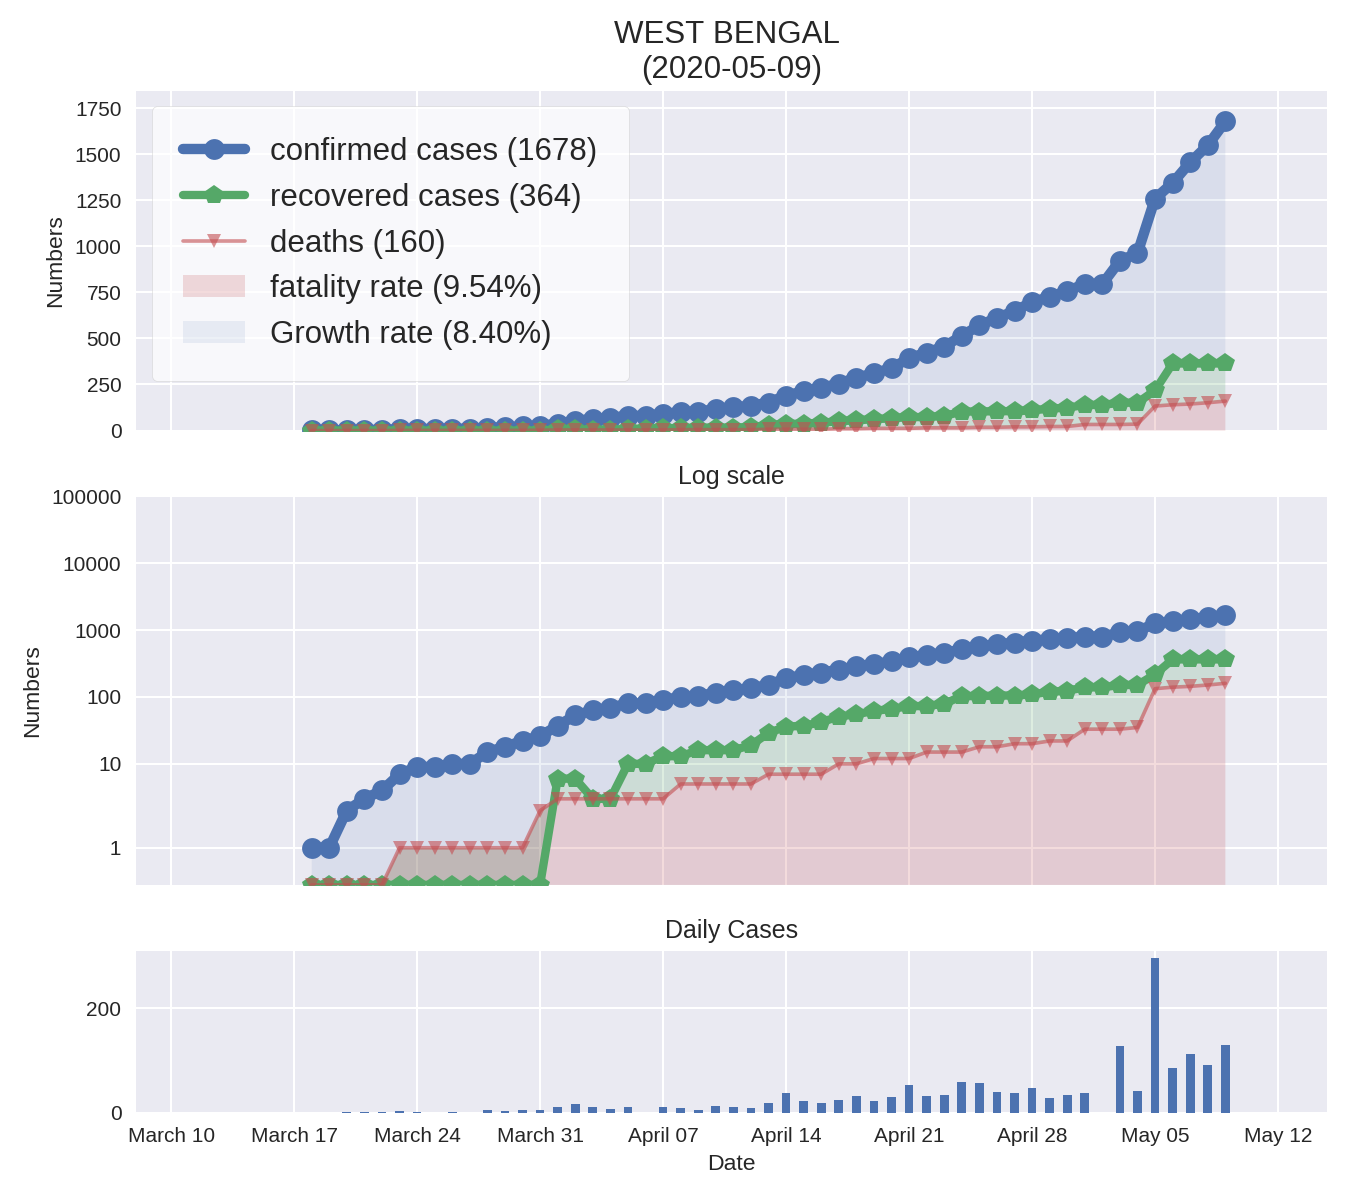 WEST BENGAL
(2020-05-09)
1750
1500
1250
1000
750
500
250
0
Numbers
confirmed cases (1678)
recovered cases (364)
deaths (160)
fatality rate (9.54%)
Growth rate (8.40%)
Log scale
100000
10000
1000
100
10
1
Numbers
Daily Cases
200
0
March 10 March 17 March 24 March 31 April 07 April 14 April 21 April 28 May 05 May 12
Date